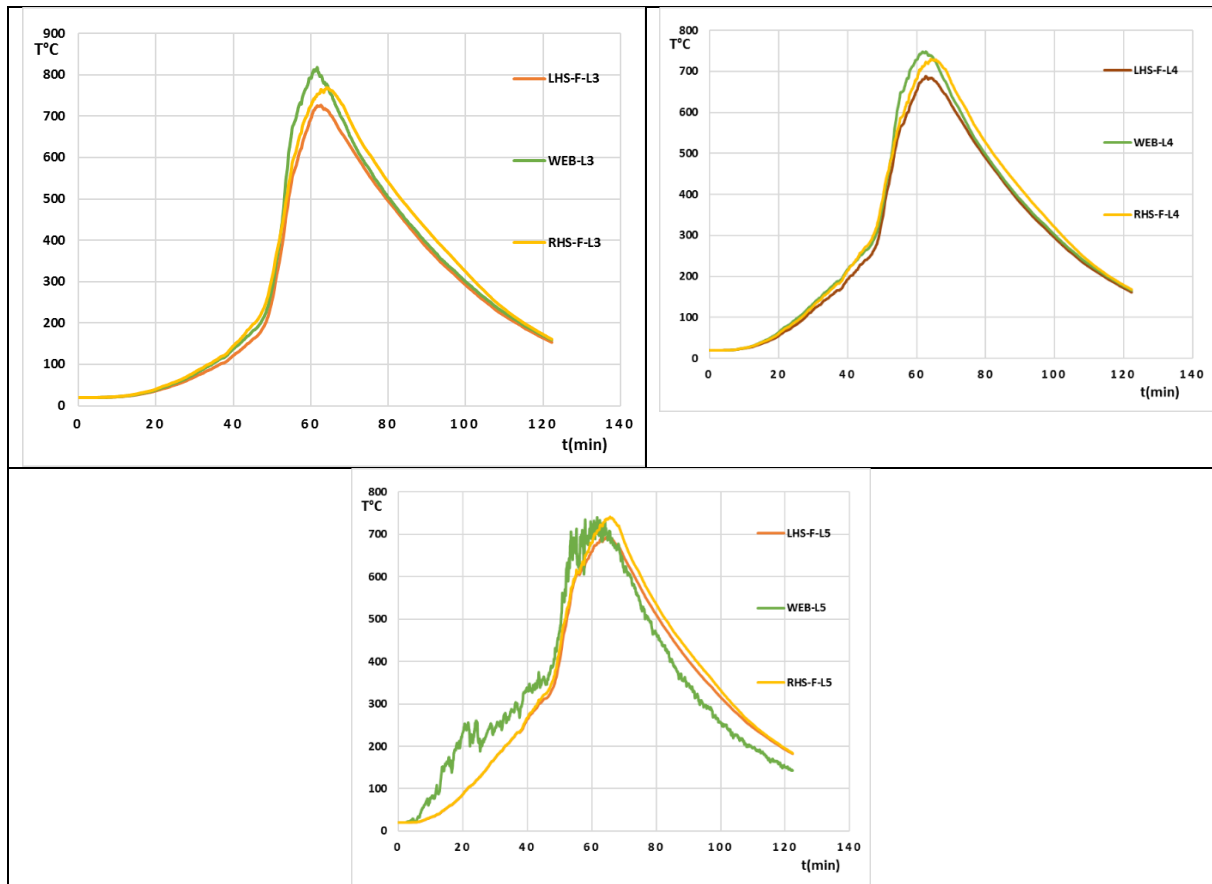 T°C
900
800
700
600
500
400
300
200
100
0
0 20 40 60 80 100 120 140
t(min)
LHS-F-L3
WEB-L3
RHS-F-L3
T°C
800
700
600
500
400
300
200
100
0
0 20 40 60 80 100 120 140
t(min)
LHS-F-L4
WEB-L4
RHS-F-L4
T°C
800
700
600
500
400
300
200
100
0
0 20 40 60 80 100 120 140
t(min)
LHS-F-L5
WEB-L5
RHS-F-L5